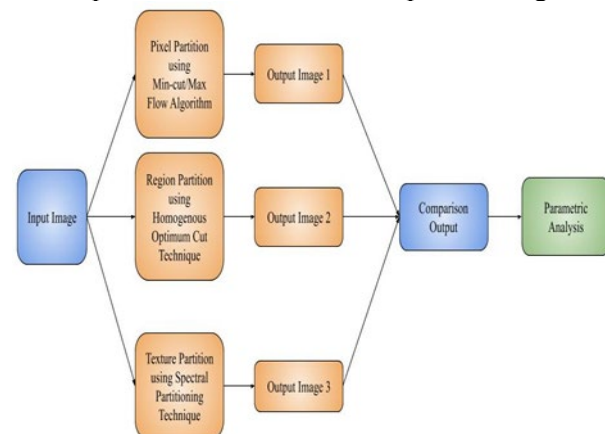 Pixel Partition
using
Min-cut/Max
Flow Algorithm
Output Image 1
Input Image
Region Partition
using
Homogenous
Optimum Cut
Technique
Output Image 2
Comparison
Output
Parametric
Analysis
Texture Partition
using Spectral
Partitioning
Technique
Output Image 3